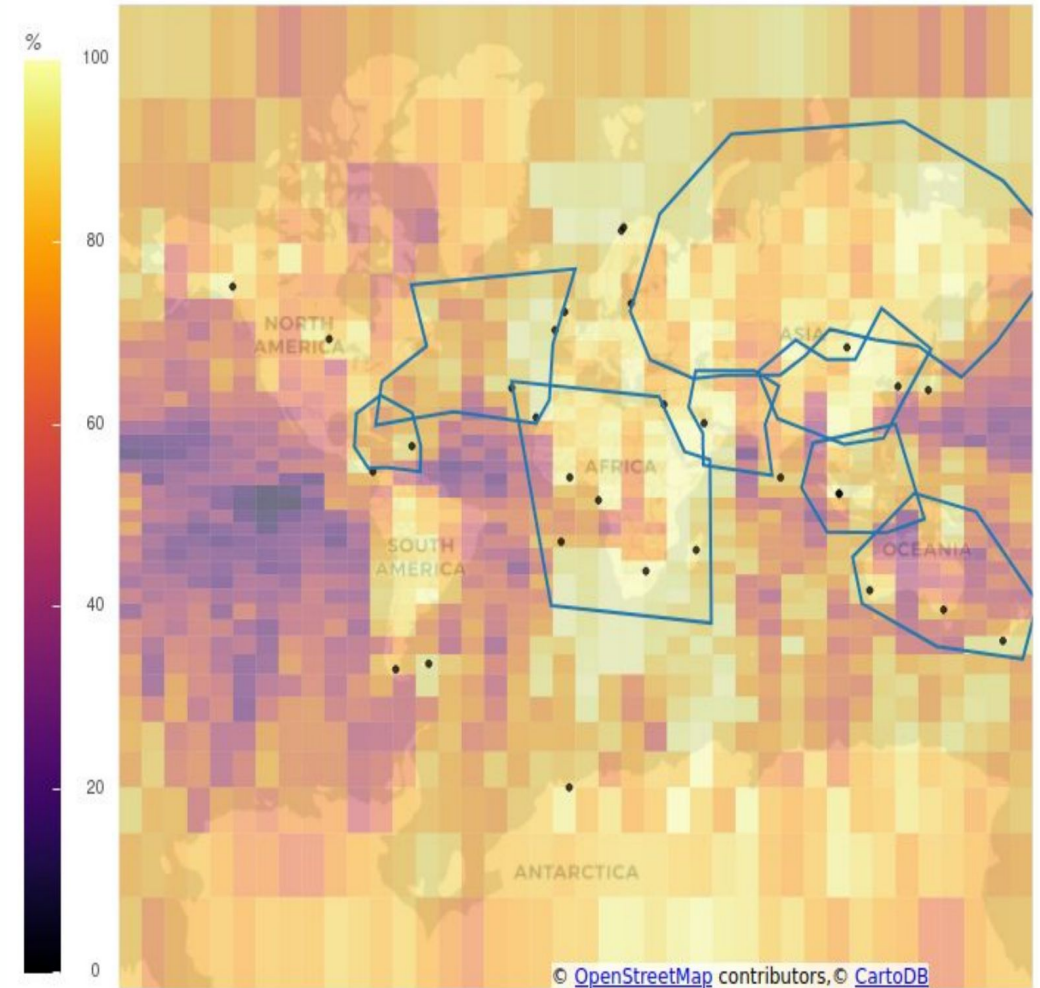 %
100
80
60
40
20
0
NORTH
AMERICA
ASIA
AFRICA
SOUTH
AMERICA
OCEANIA
ANTARCTICA
© OpenStreetMap contributors,© CartoDB